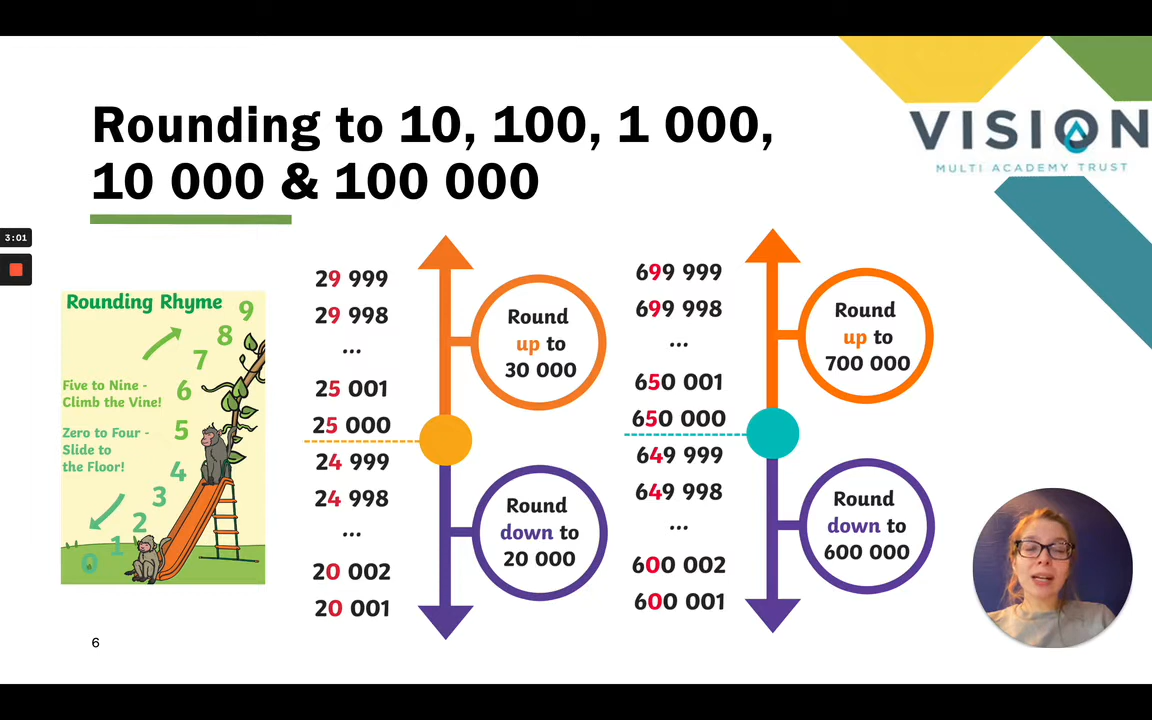 Rounding to 10, 100, 1 000,
10 000 & 100 000
VISION
MULTI ACADEMY TRUST
3:01
Rounding Rhyme
9
8
7
6
5
4
3
2
1
0
Five to Nine -
Climb the Vine!
Zero to Four -
Slide to
the Floor!
29 999
29 998
...
25 001
25 000
24 999
24 998
...
20 002
20 001
Round
up to
30 000
Round
down to
20 000
699 999
699 998
...
650 001
650 000
649 999
649 998
...
600 002
600 001
Round
up to
700 000
Round
down to
600 000
6